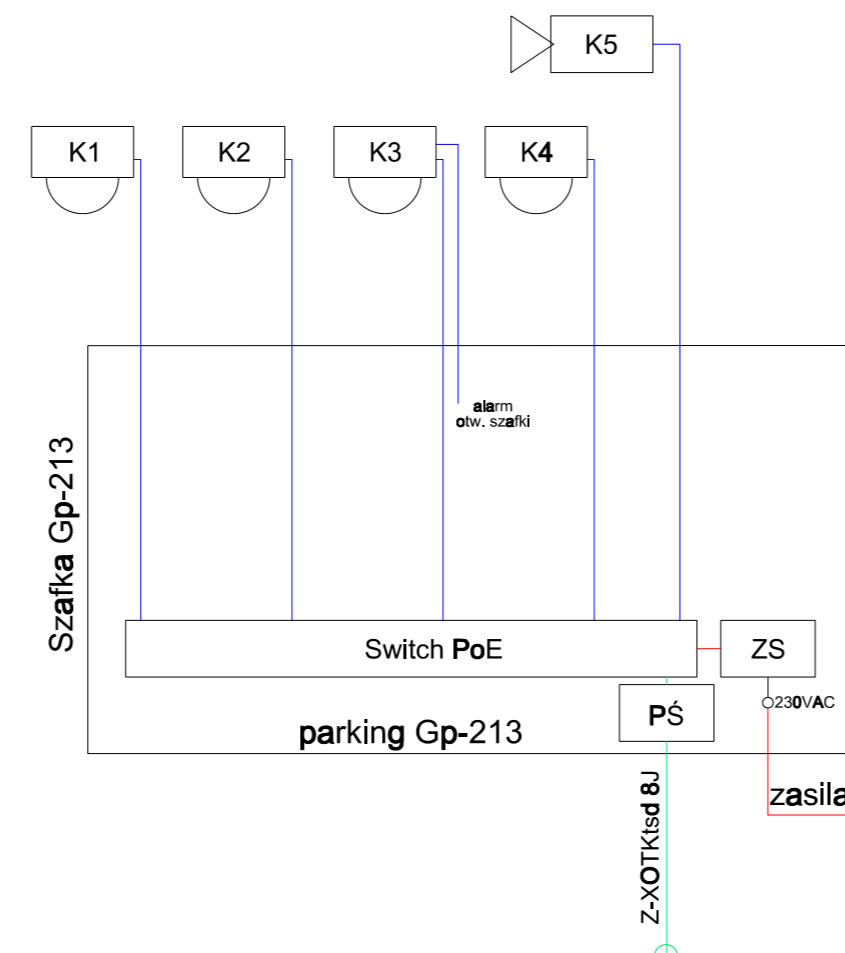 K5
K1
K2
K3
K4
alarm
otw. szafki
Szafka Gp-213
Switch PoE
ZS
PŚ
230VAC
parking Gp-213
zasila
Z-XOTKtsd 8J